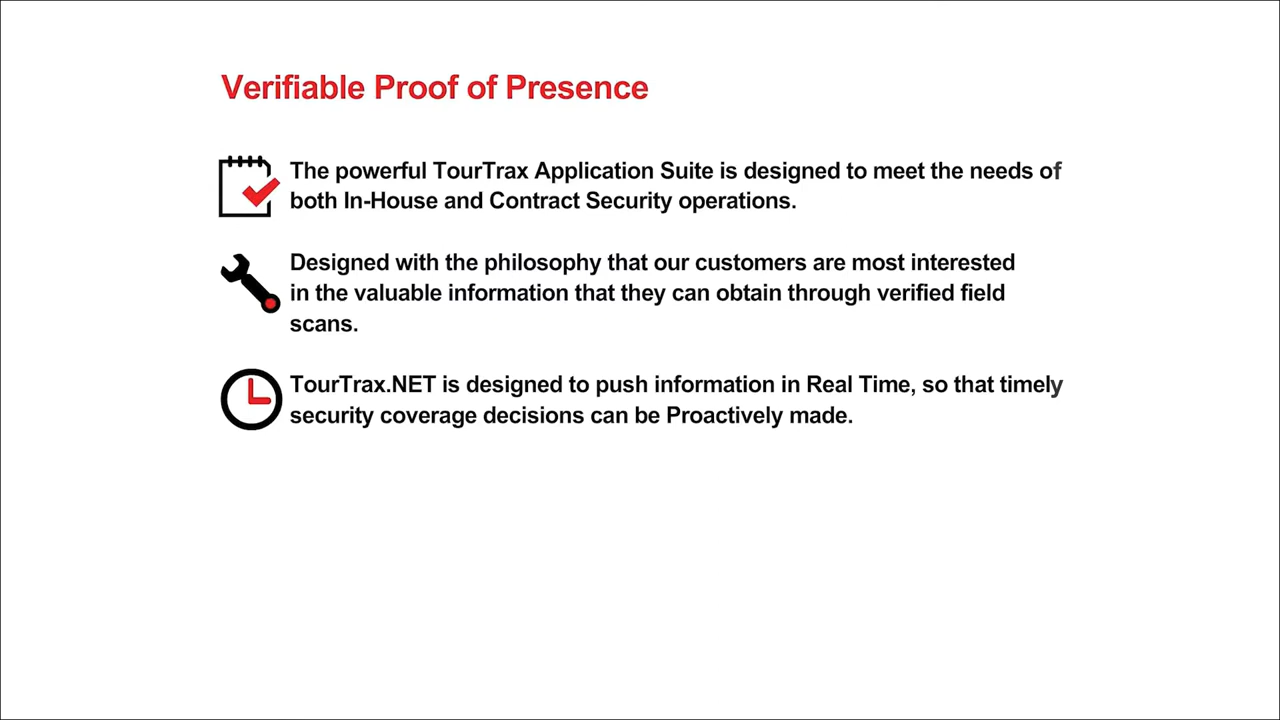 Verifiable Proof of Presence
The powerful TourTrax Application Suite is designed to meet the needs of
both In-House and Contract Security operations.
Designed with the philosophy that our customers are most interested
in the valuable information that they can obtain through verified field
scans.
TourTrax.NET is designed to push information in Real Time, so that timely
security coverage decisions can be Proactively made.